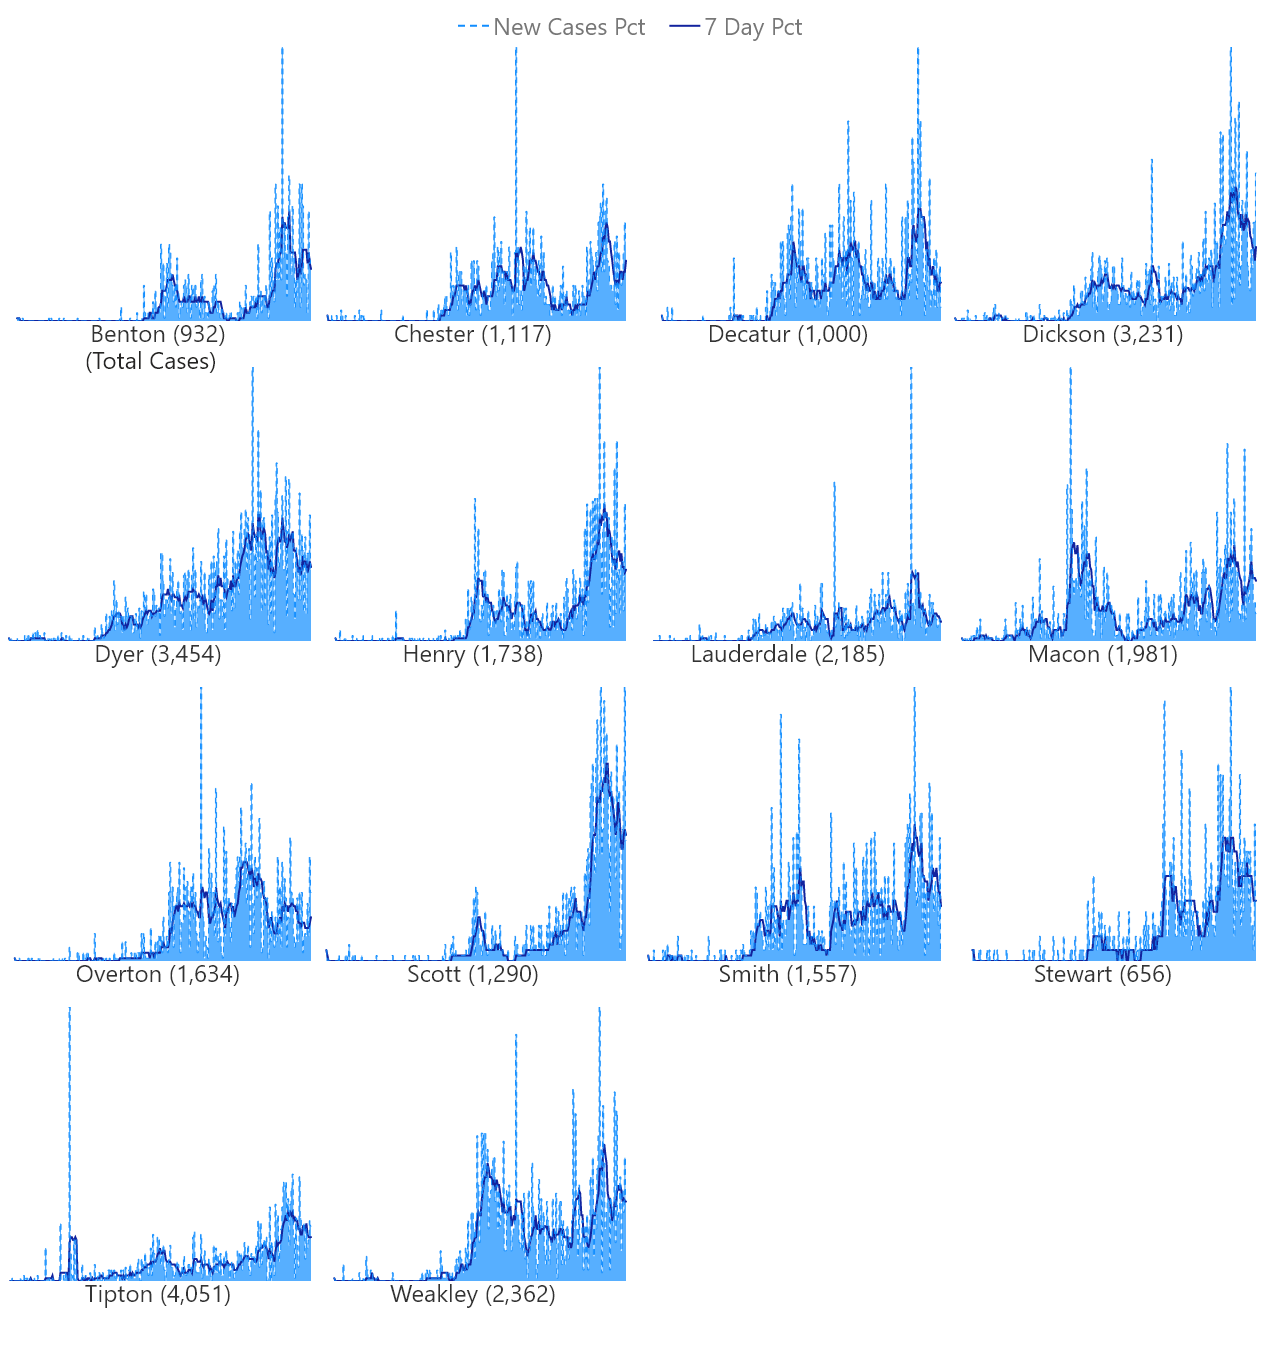 New Cases Pct 7 Day Pct
Benton (932) Chester (1,117) Decatur (1,000) Dickson (3,231)
(Total Cases)
Dyer (3,454) Henry (1,738) Lauderdale (2,185) Macon (1,981)
Overton (1,634) Scott (1,290) Smith (1,557) Stewart (656)
Tipton (4,051) Weakley (2,362)